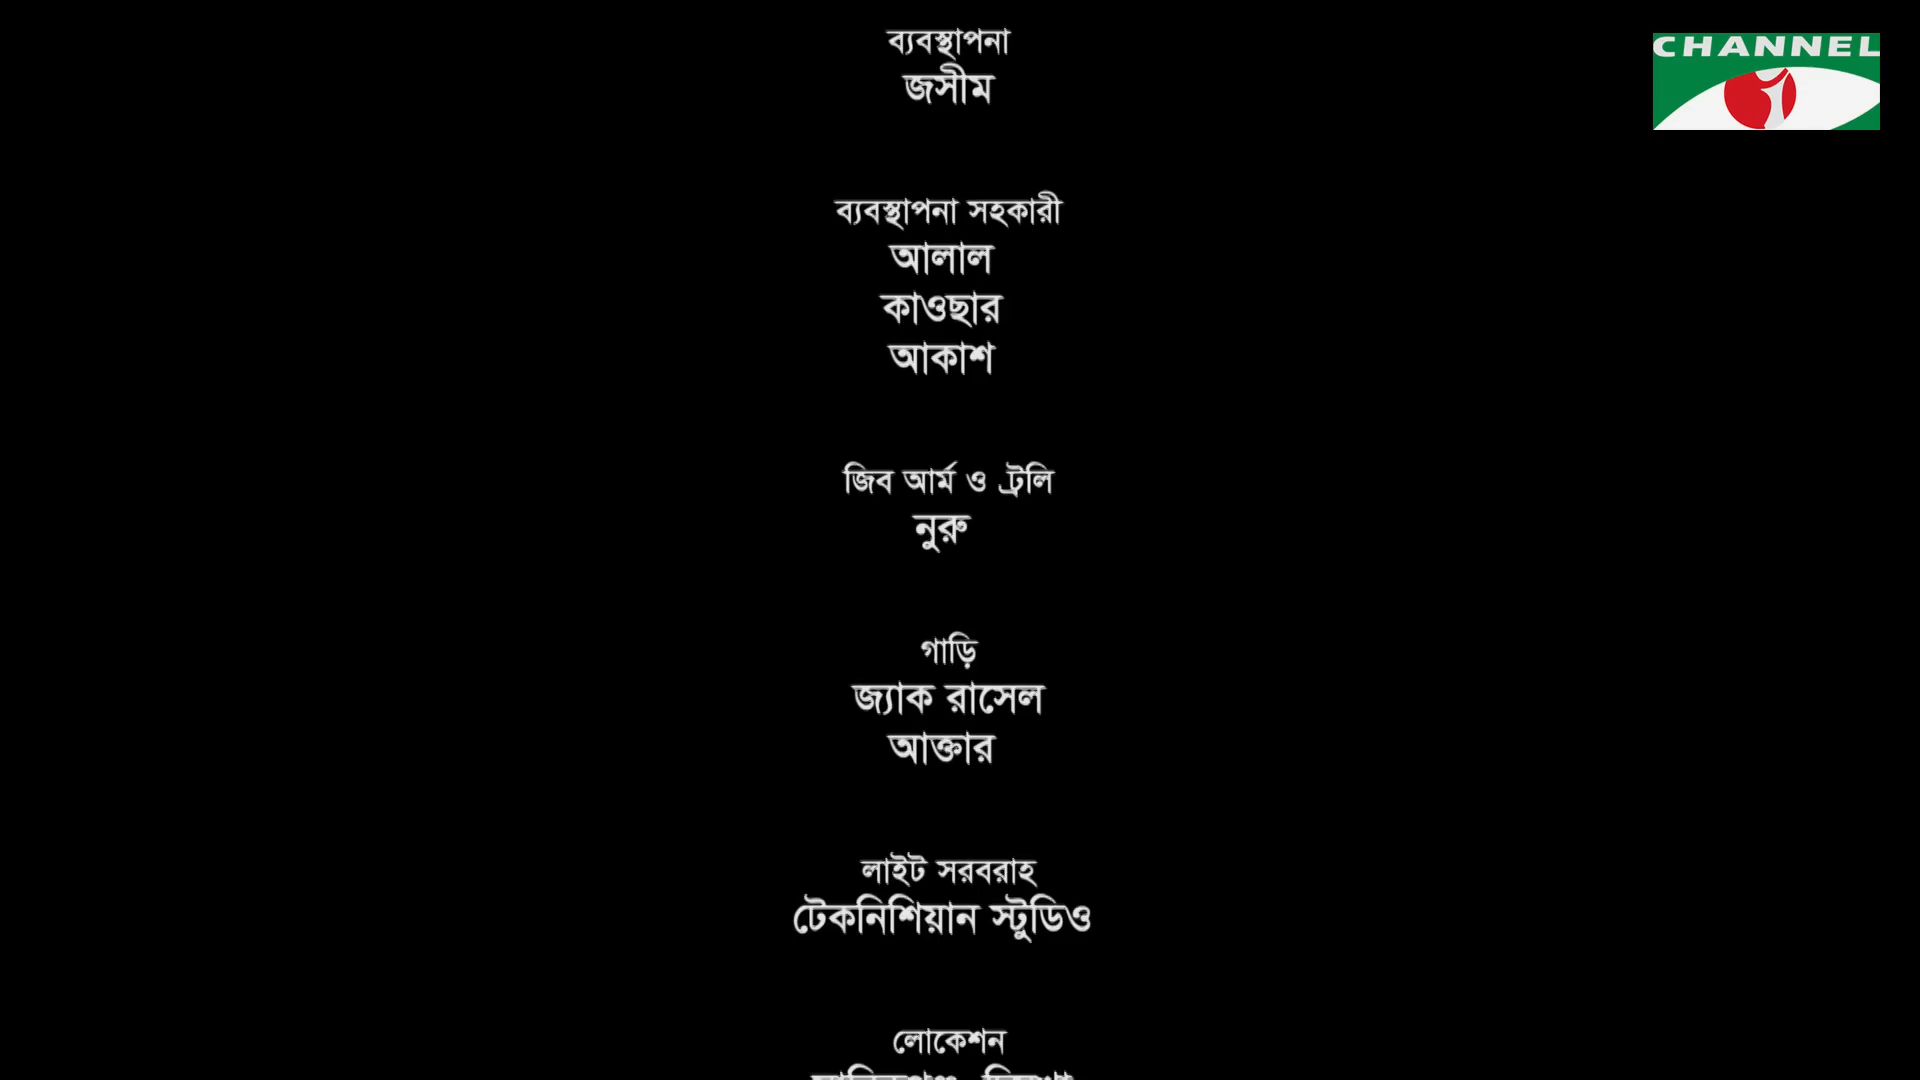 ব্যবস্থাপনা
জসীম
CHANNEL
i
ব্যবস্থাপনা সহকারী
আলাল
কাওছার
আকাশ
জিব আর্ম ও ট্রলি
নুরু
গাড়ি
জ্যাক রাসেল
আক্তার
লাইট সরবরাহ
টেকনিশিয়ান স্টুডিও
লোকেশন